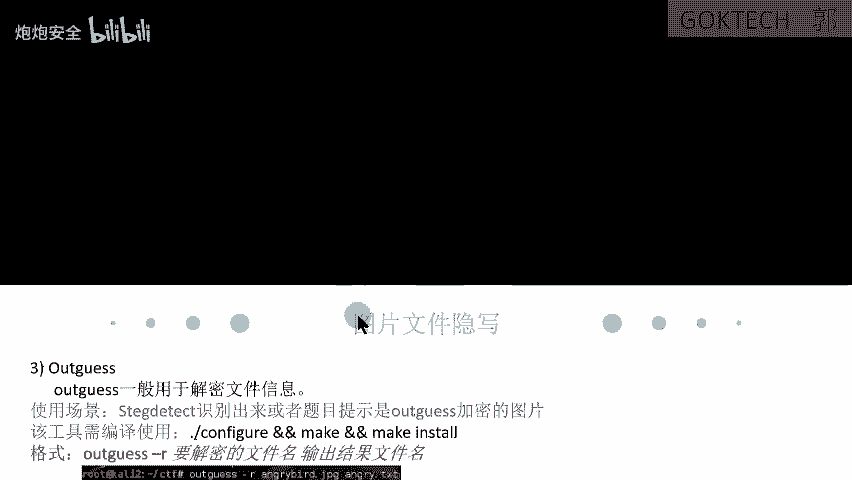 炮炮安全 bilibili
GOKTECH 郭
图片文件隐写
3) Outguess
outguess一般用于解密文件信息。
使用场景：Stegdetect识别出来或者题目提示是outguess加密的图片
该工具需编译使用：./configure && make && make install
格式：outguess –r 要解密的文件名 输出结果文件名
root@kali2:~/ctf# outguess -r angrybird.jpg angry.txt